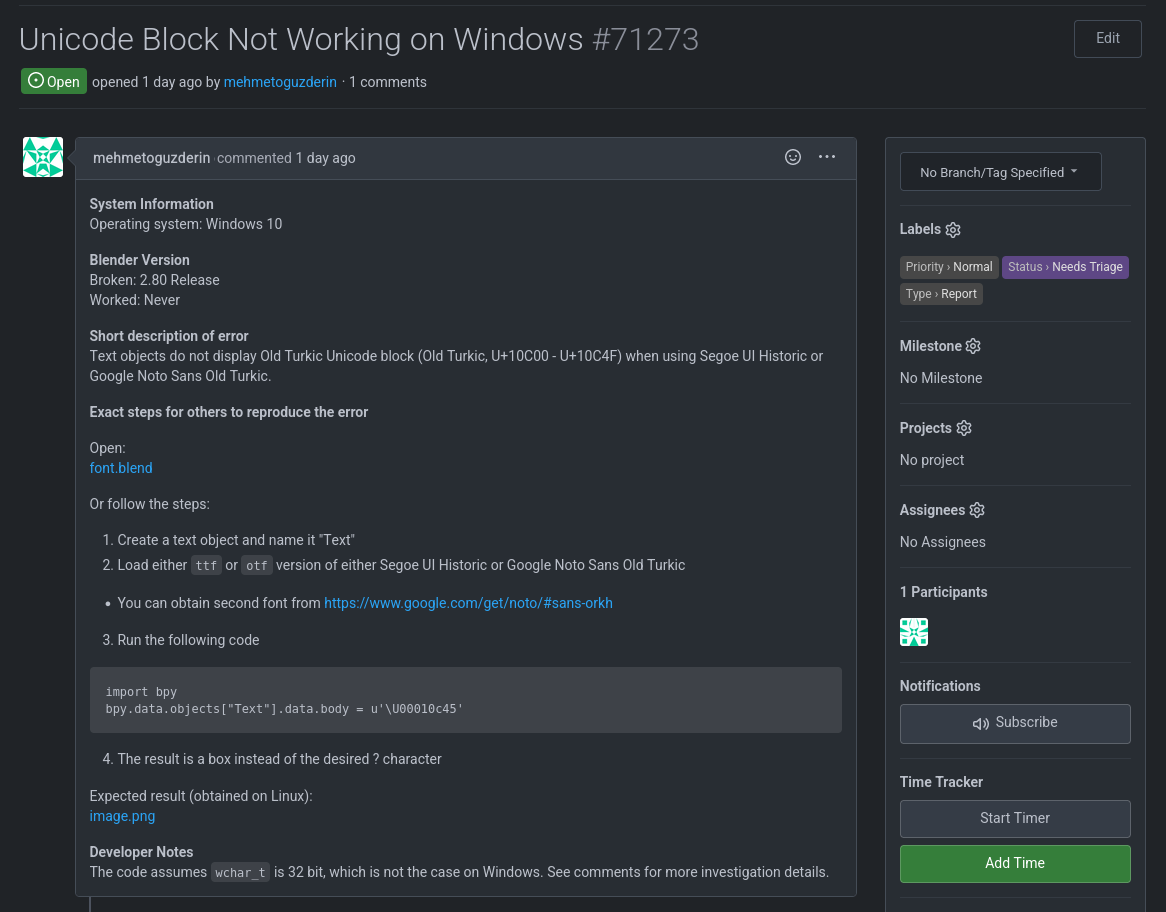 Unicode Block Not Working on Windows #71273
Edit
Open opened 1 day ago by mehmetoguzderin · 1 comments
mehmetoguzderin commented 1 day ago
System Information
Operating system: Windows 10
Blender Version
Broken: 2.80 Release
Worked: Never
Short description of error
Text objects do not display Old Turkic Unicode block (Old Turkic, U+10C00 - U+10C4F) when using Segoe UI Historic or
Google Noto Sans Old Turkic.
Exact steps for others to reproduce the error
Open:
font.blend
Or follow the steps:
1. Create a text object and name it "Text"
2. Load either ttf or otf version of either Segoe UI Historic or Google Noto Sans Old Turkic
• You can obtain second font from https://www.google.com/get/noto/#sans-orkh
3. Run the following code
import bpy
bpy.data.objects["Text"].data.body = u'\U00010c45'
4. The result is a box instead of the desired ? character
Expected result (obtained on Linux):
image.png
Developer Notes
The code assumes wchar_t is 32 bit, which is not the case on Windows. See comments for more investigation details.
No Branch/Tag Specified
Labels
Priority › Normal Status › Needs Triage
Type › Report
Milestone
No Milestone
Projects
No project
Assignees
No Assignees
1 Participants
Notifications
Subscribe
Time Tracker
Start Timer
Add Time